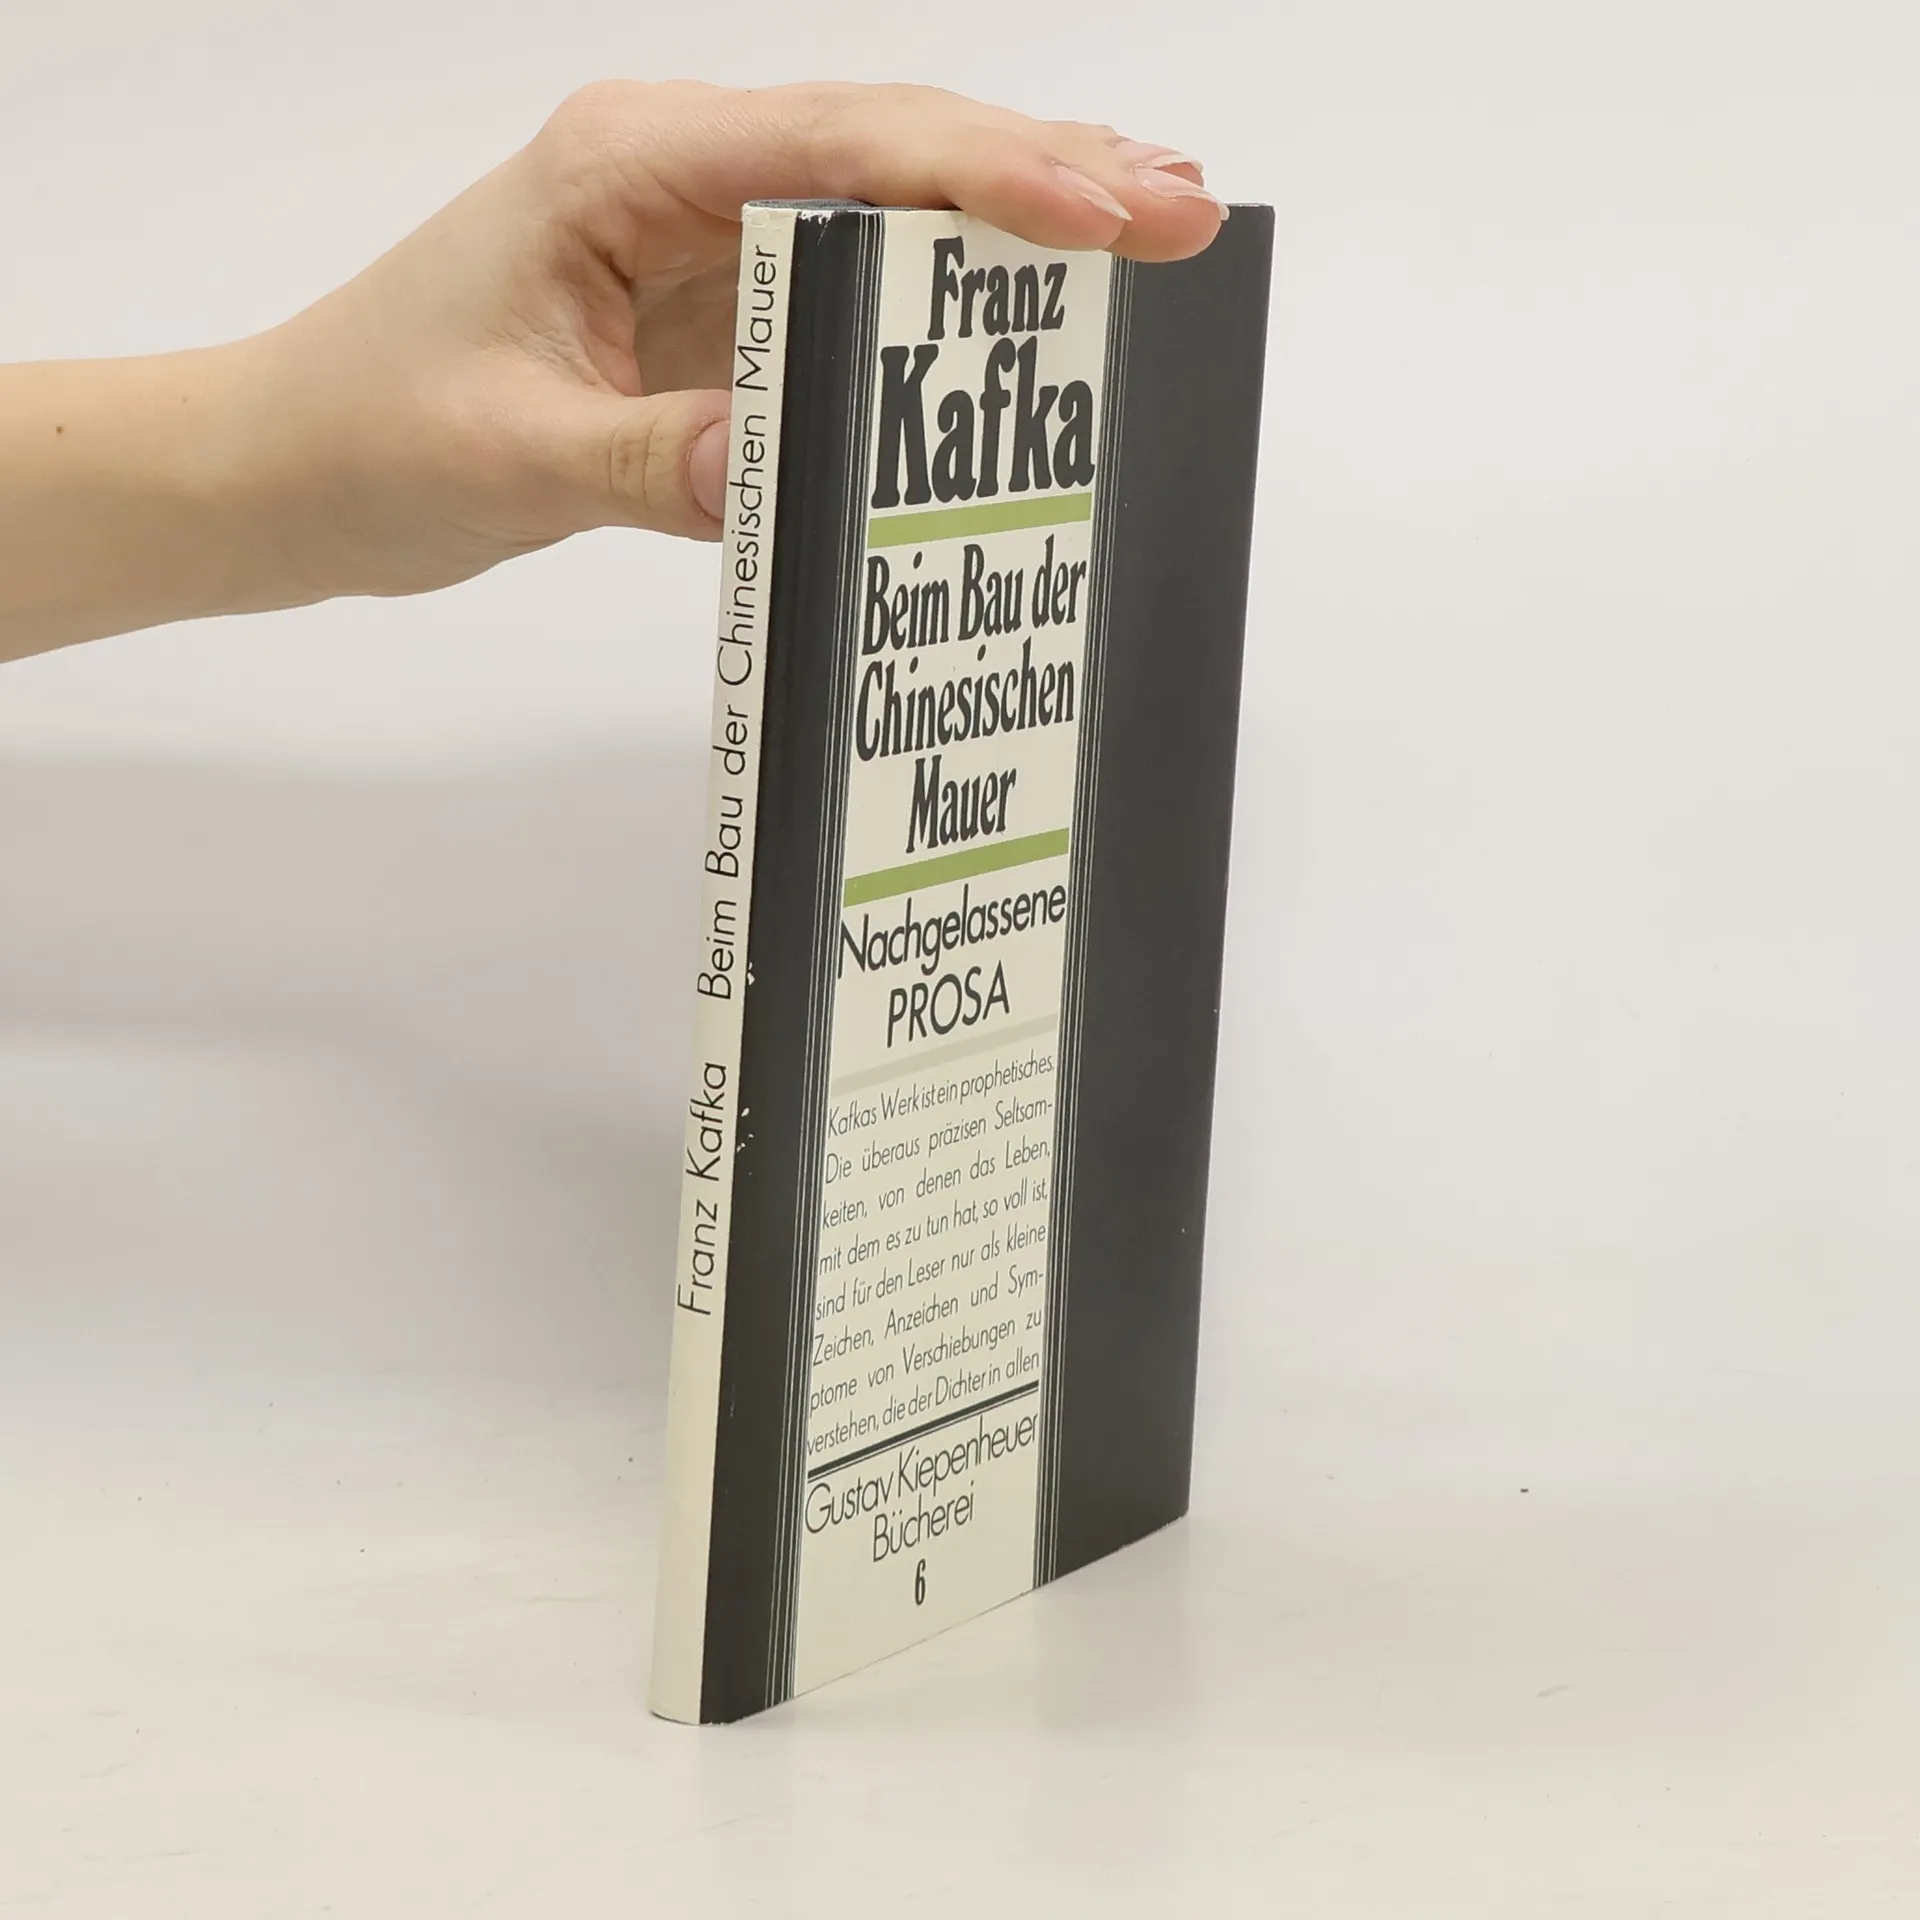 Franz Kafka Beim Bau der Chinesischen Mauer
Franz
Kafka
Beim Bau der
Chinesischen
Mauer
Nachgelassene
PROSA
Kafkas Werk ist ein prophetisches.
Die überaus präzisen Seltsam-
keiten, von denen das Leben,
mit dem es zu tun hat, so voll ist,
sind für den Leser nur als kleine
Zeichen, Anzeichen und Sym-
ptome von Verschiebungen zu
verstehen, die der Dichter in allen
Gustav Kiepenheuer
Bücherei
6